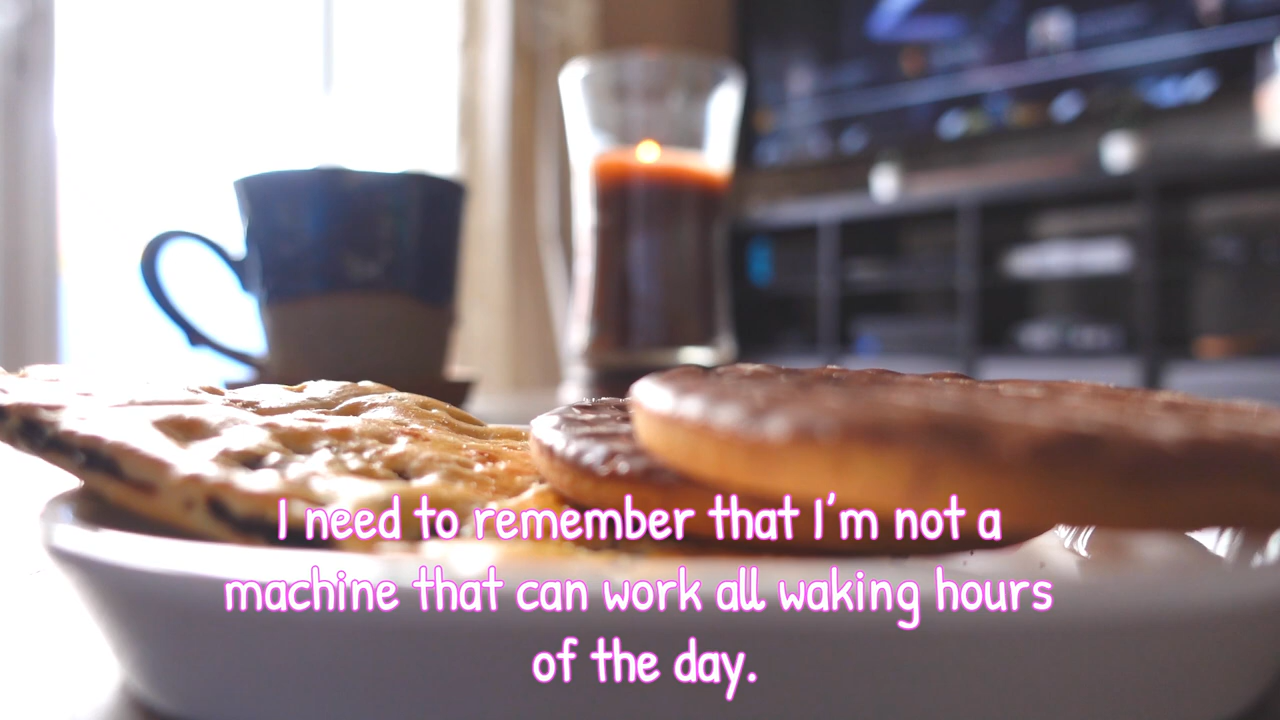 I need to remember that I'm not a
machine that can work all waking hours
of the day.